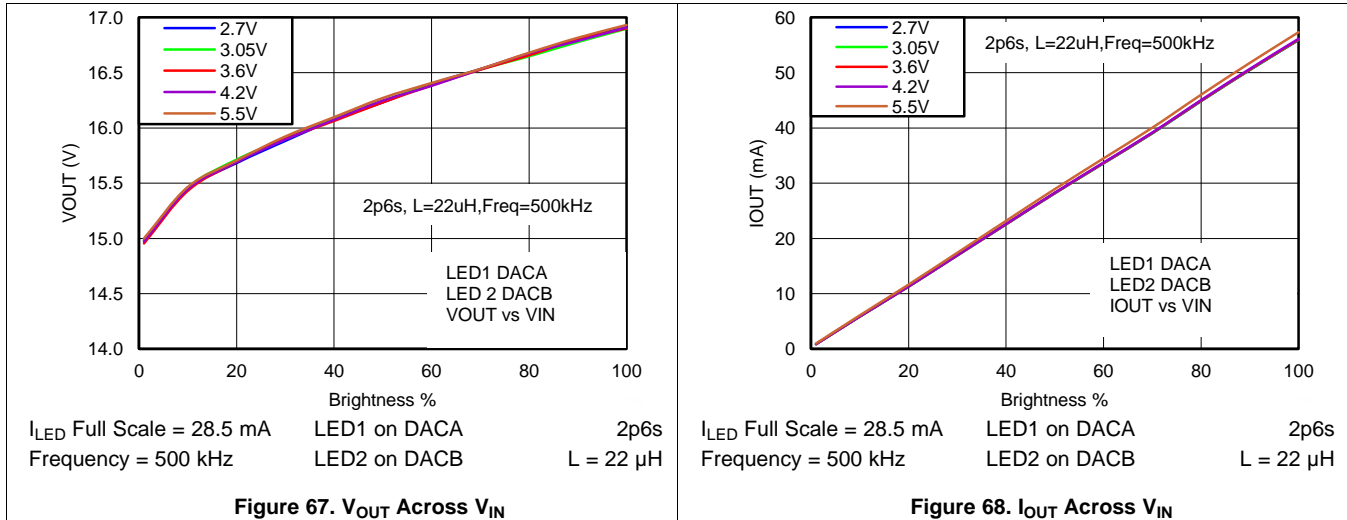 17.0
16.5
16.0
15.5
15.0
14.5
14.0
VOUT (V)
2.7V
3.05V
3.6V
4.2V
5.5V
2p6s, L=22uH,Freq=500kHz
LED1 DACA
LED 2 DACB
VOUT vs VIN
0 20 40 60 80 100
Brightness %
I_LED Full Scale = 28.5 mA LED1 on DACA 2p6s
Frequency = 500 kHz LED2 on DACB L = 22 µH
Figure 67. V_OUT Across V_IN
60
50
40
30
20
10
0
IOUT (mA)
2.7V
3.05V
3.6V
4.2V
5.5V
2p6s, L=22uH,Freq=500kHz
LED1 DACA
LED2 DACB
IOUT vs VIN
0 20 40 60 80 100
Brightness %
I_LED Full Scale = 28.5 mA LED1 on DACA 2p6s
Frequency = 500 kHz LED2 on DACB L = 22 µH
Figure 68. I_OUT Across V_IN